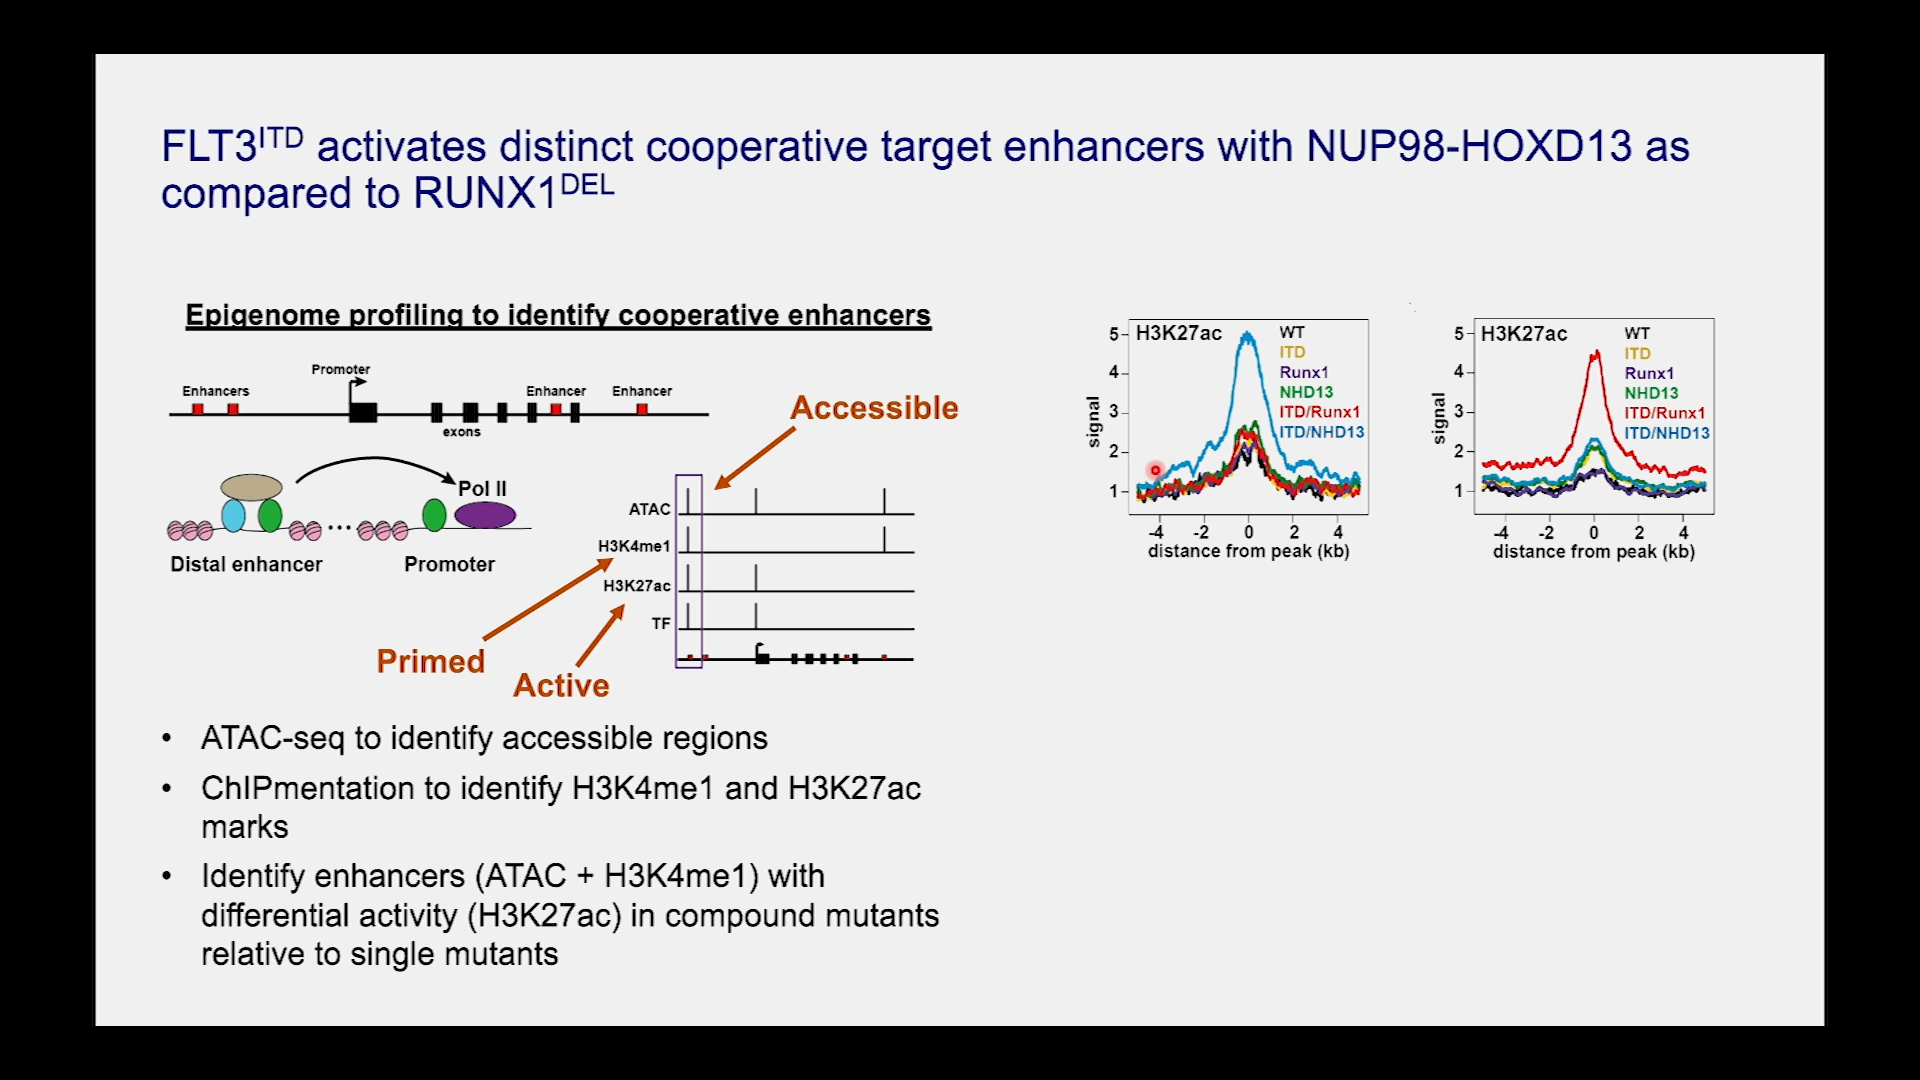 FLT3ITD activates distinct cooperative target enhancers with NUP98-HOXD13 as
compared to RUNX1DEL
Epigenome profiling to identify cooperative enhancers
Promoter
Enhancers
Enhancer
Enhancer
exons
Accessible
Pol II
Distal enhancer
Promoter
ATAC
H3K4me1
H3K27ac
TF
Primed
Active
• ATAC-seq to identify accessible regions
• ChIPmentation to identify H3K4me1 and H3K27ac
marks
• Identify enhancers (ATAC + H3K4me1) with
differential activity (H3K27ac) in compound mutants
relative to single mutants
H3K27ac
WT
ITD
Runx1
NHD13
ITD/Runx1
ITD/NHD13
signal
5
4
3
2
1
-4 -2 0 2 4
distance from peak (kb)
H3K27ac
WT
ITD
Runx1
NHD13
ITD/Runx1
ITD/NHD13
signal
5
4
3
2
1
-4 -2 0 2 4
distance from peak (kb)